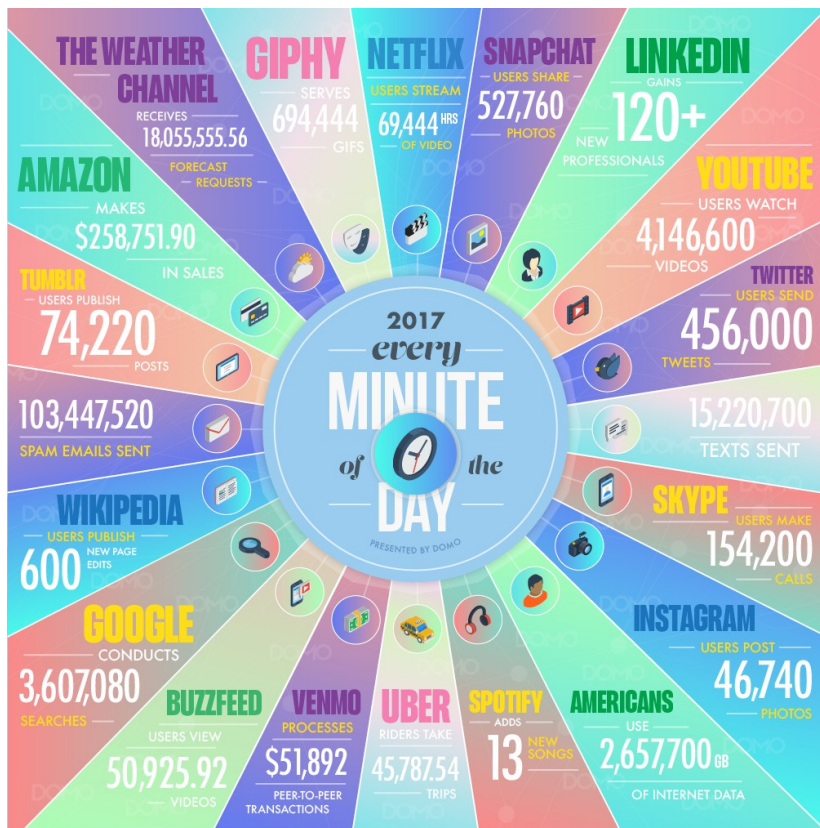 THE WEATHER
CHANNEL
RECEIVES
18,055,555.56
FORECAST
REQUESTS
GIPHY
SERVES
694,444
GIFS
NETFLIX
USERS STREAM
69,444 HRS
OF VIDEO
SNAPCHAT
USERS SHARE
527,760
PHOTOS
LINKEDIN
GAINS
120+
NEW
PROFESSIONALS
YOUTUBE
USERS WATCH
4,146,600
VIDEOS
TWITTER
USERS SEND
456,000
TWEETS
15,220,700
TEXTS SENT
SKYPE
USERS MAKE
154,200
CALLS
INSTAGRAM
USERS POST
46,740
PHOTOS
AMERICANS
USE
2,657,700 GB
OF INTERNET DATA
SPOTIFY
ADDS
13 NEW
SONGS
UBER
RIDERS TAKE
45,787.54
TRIPS
VENMO
PROCESSES
$51,892
PEER-TO-PEER
TRANSACTIONS
BUZZFEED
USERS VIEW
50,925.92
VIDEOS
GOOGLE
CONDUCTS
3,607,080
SEARCHES
WIKIPEDIA
USERS PUBLISH
600 NEW PAGE
EDITS
103,447,520
SPAM EMAILS SENT
TUMBLR
USERS PUBLISH
74,220
POSTS
AMAZON
MAKES
$258,751.90
IN SALES
2017
every
MINUTE
of the
DAY
PRESENTED BY DOMO
DOMO
DOMO
DOMO
DOMO
DOMO
DOMO
DOMO